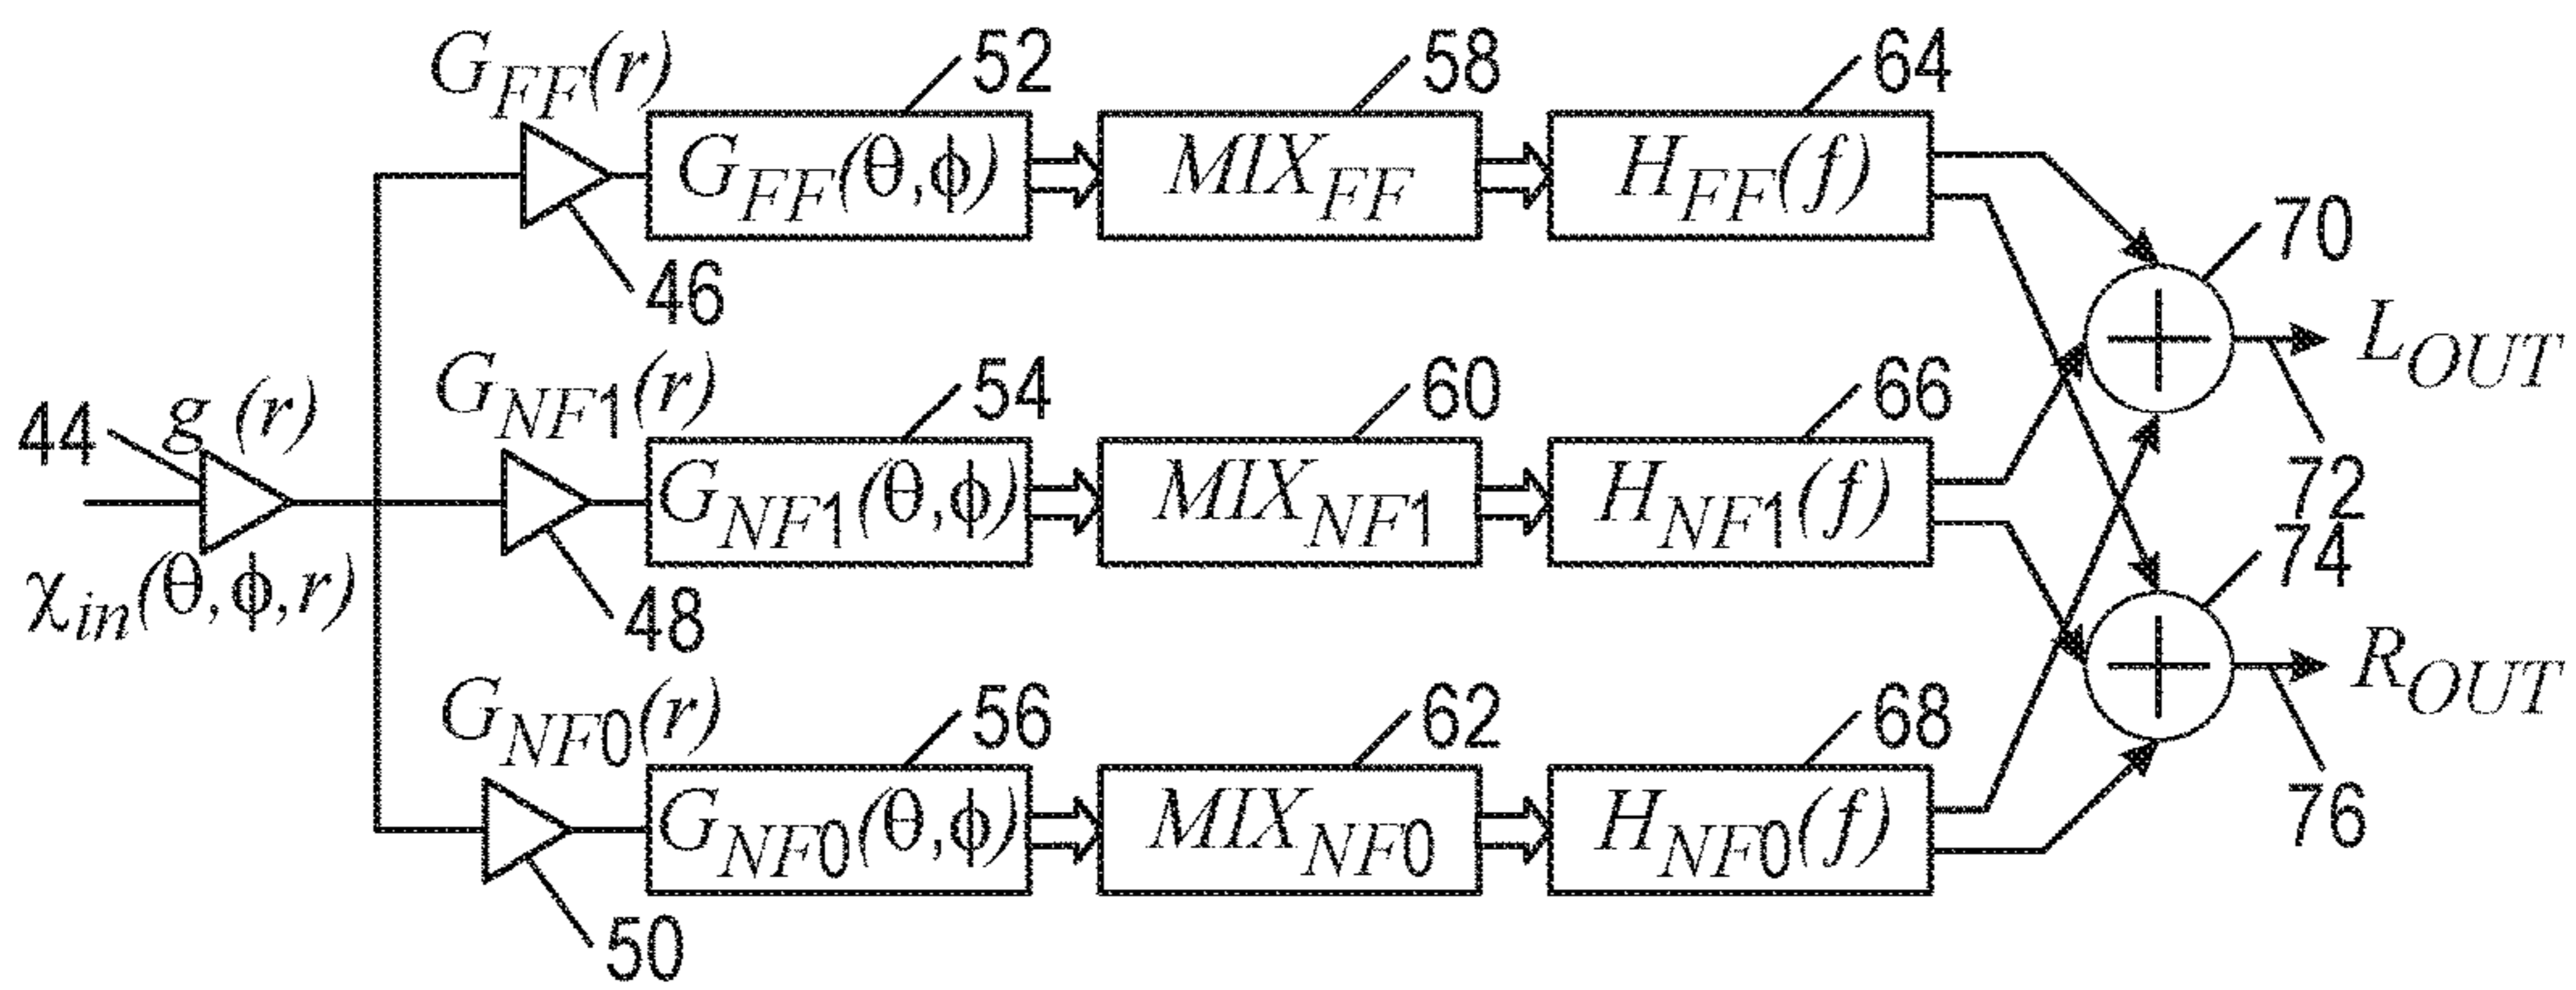 G_FF(r) 52 58 64
G_FF(θ,ϕ) MIX_FF H_FF(f)
46 70
L_OUT
G_NF1(r) 54 60 66
44 g (r)
G_NF1(θ,ϕ) MIX_NF1 H_NF1(f) 72
χ_in(θ,ϕ,r) 74
48
R_OUT
G_NF0(r) 56 62 68
G_NF0(θ,ϕ) MIX_NF0 H_NF0(f) 76
50